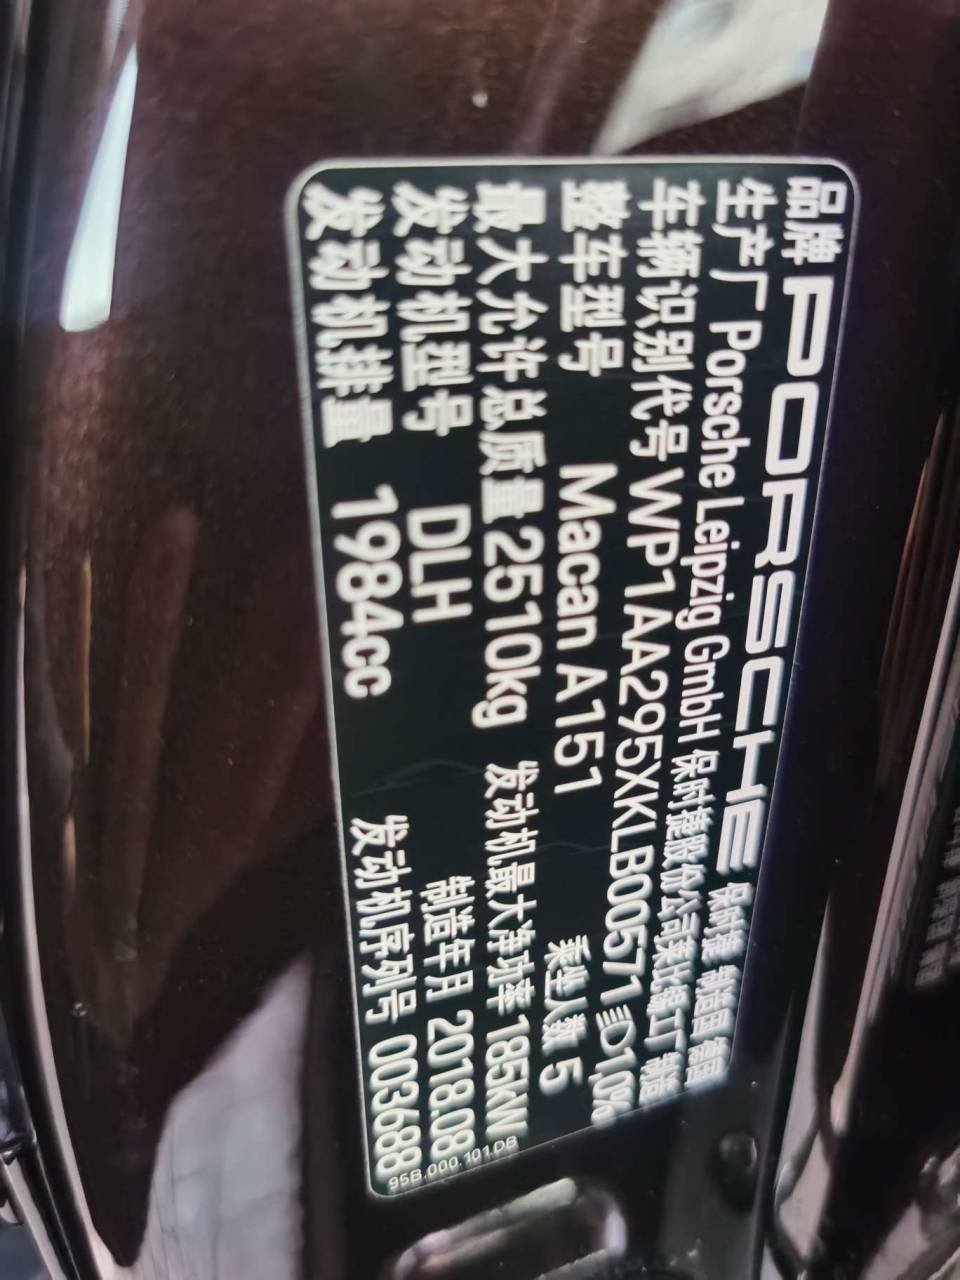 品牌 PORSCHE 保时捷 制造国 德国
生产厂 Porsche Leipzig GmbH 保时捷股份公司莱比锡工厂 制造
车辆识别代号 WP1AA295XKLB00571 1,0%
整车型号 Macan A151 乘坐人数 5
最大允许总质量 2510kg 发动机最大净功率 185kW
发动机型号 DLH 制造年月 2018.08
发动机排量 1984cc 发动机序列号 003688
95B.000.101.DB